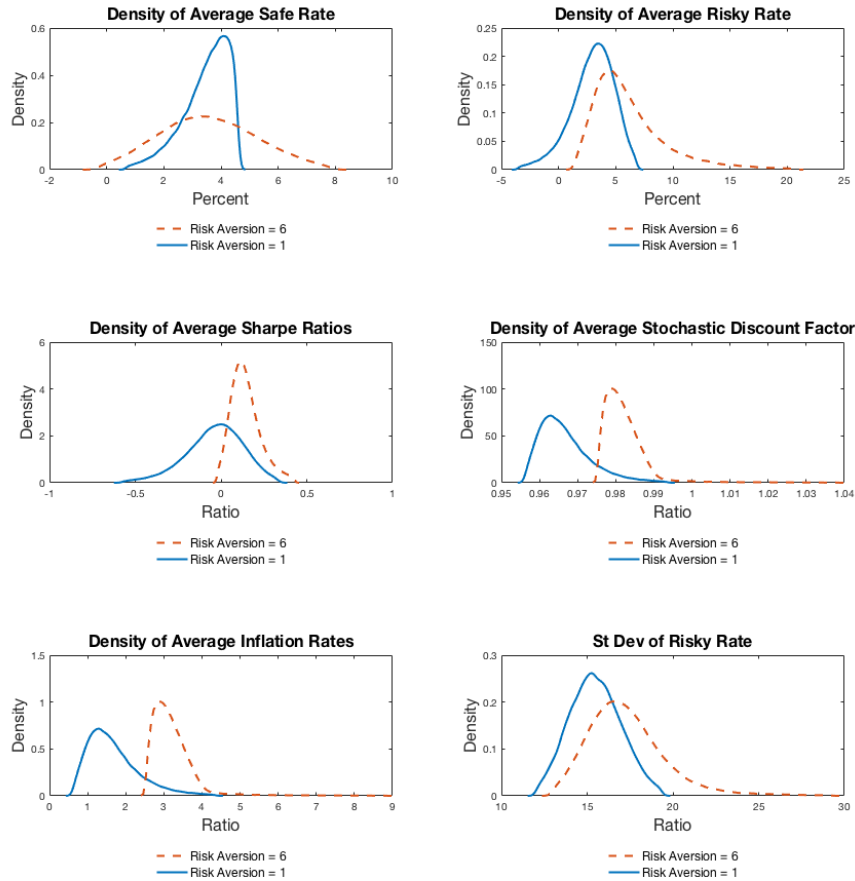 Density of Average Safe Rate
Density
0.6
0.4
0.2
0
-2 0 2 4 6 8 10
Percent
Risk Aversion = 6
Risk Aversion = 1
Density of Average Risky Rate
Density
0.25
0.2
0.15
0.1
0.05
0
-5 0 5 10 15 20 25
Percent
Risk Aversion = 6
Risk Aversion = 1
Density of Average Sharpe Ratios
Density
6
4
2
0
-1 -0.5 0 0.5 1
Ratio
Risk Aversion = 6
Risk Aversion = 1
Density of Average Stochastic Discount Factor
Density
150
100
50
0
0.95 0.96 0.97 0.98 0.99 1 1.01 1.02 1.03 1.04
Ratio
Risk Aversion = 6
Risk Aversion = 1
Density of Average Inflation Rates
Density
1.5
1
0.5
0
0 1 2 3 4 5 6 7 8 9
Ratio
Risk Aversion = 6
Risk Aversion = 1
St Dev of Risky Rate
Density
0.3
0.2
0.1
0
10 15 20 25 30
Ratio
Risk Aversion = 6
Risk Aversion = 1